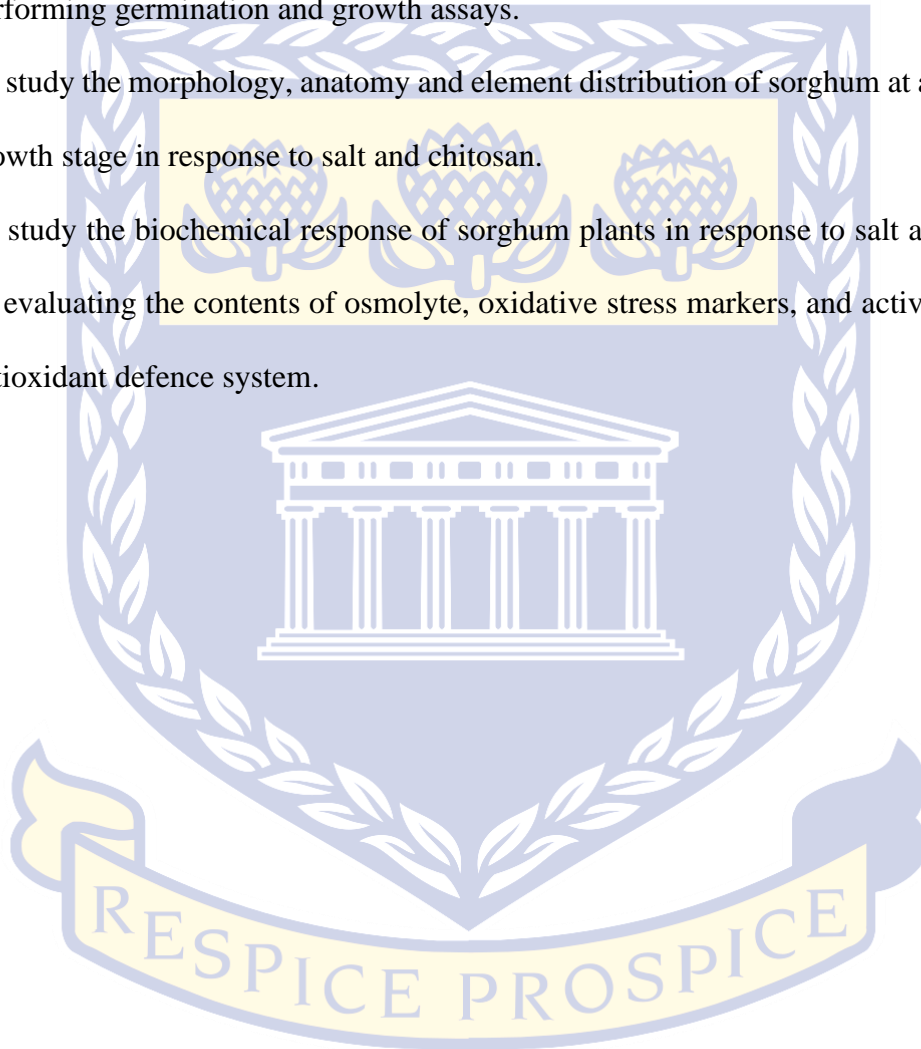 rforming germination and growth assays.
study the morphology, anatomy and element distribution of sorghum at a
owth stage in response to salt and chitosan.
study the biochemical response of sorghum plants in response to salt a
evaluating the contents of osmolyte, oxidative stress markers, and activ
tioxidant defence system.
RESPICE PROSPICE